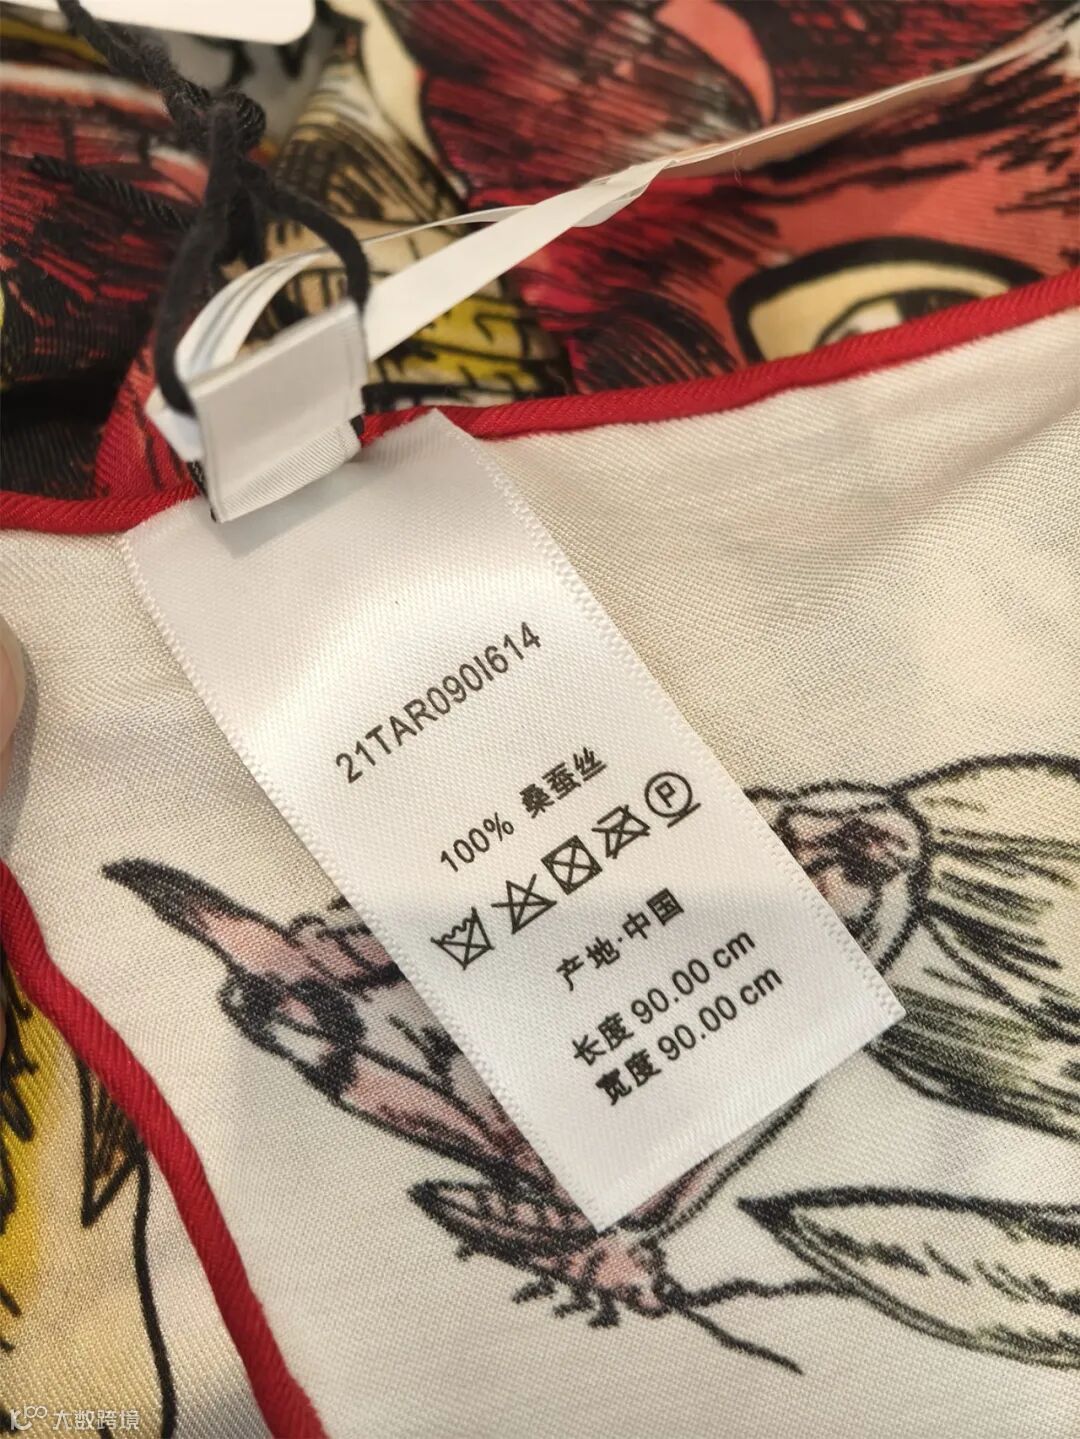 21TAR090I614
100% 桑蚕丝
P
产地·中国
长度 90.00 cm
宽度 90.00 cm
大数跨境